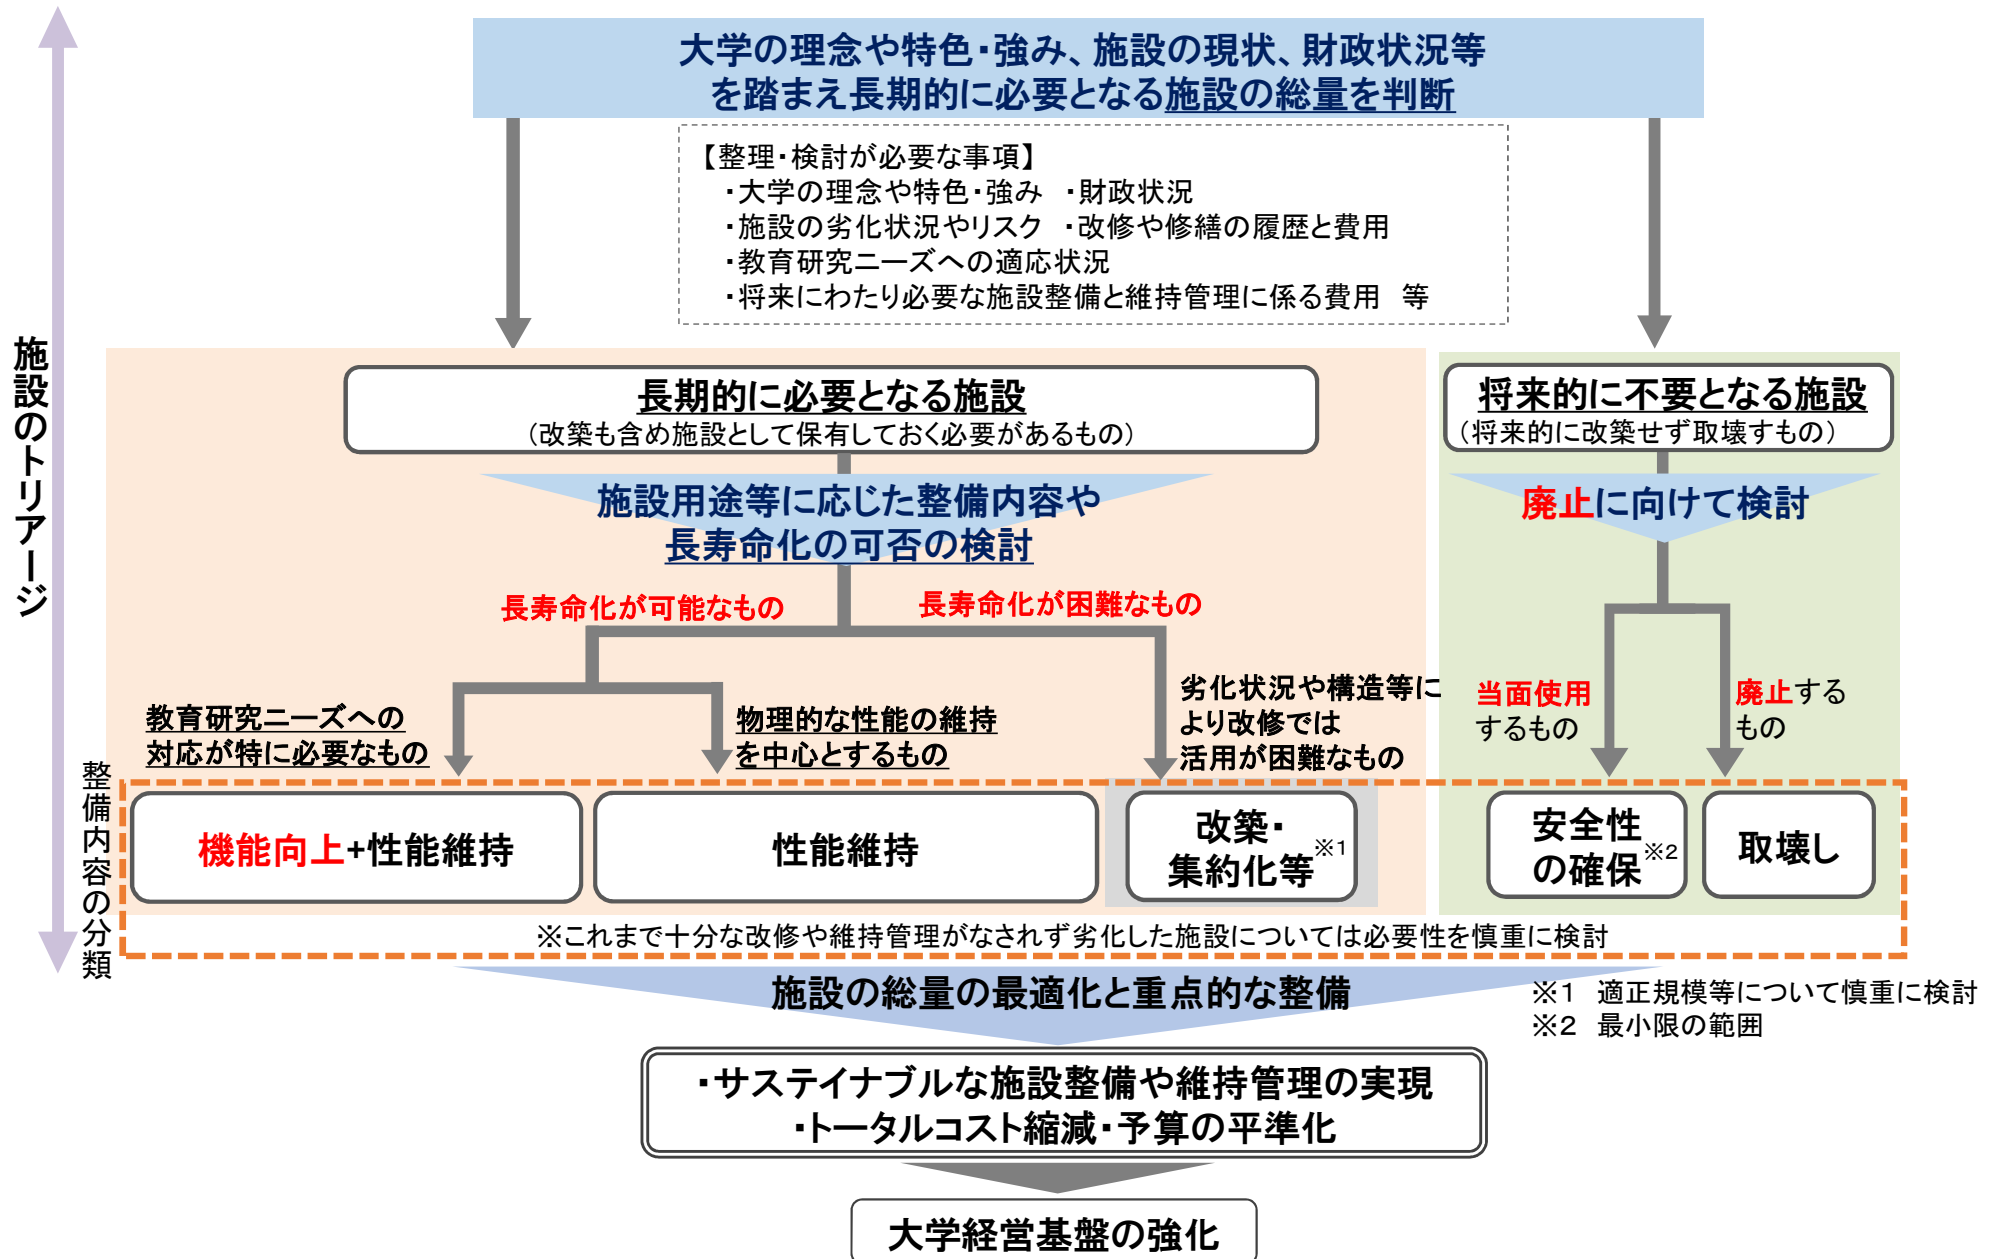 大学の理念や特色・強み、施設の現状、財政状況等
を踏まえ長期的に必要となる施設の総量を判断
【整理・検討が必要な事項】
・大学の理念や特色・強み　・財政状況
・施設の劣化状況やリスク　・改修や修繕の履歴と費用
・教育研究ニーズへの適応状況
・将来にわたり必要な施設整備と維持管理に係る費用　等
施設のトリアージ
長期的に必要となる施設
（改築も含め施設として保有しておく必要があるもの）
将来的に不要となる施設
（将来的に改築せず取壊すもの）
施設用途等に応じた整備内容や
長寿命化の可否の検討
廃止に向けて検討
長寿命化が可能なもの
長寿命化が困難なもの
教育研究ニーズへの
対応が特に必要なもの
物理的な性能の維持
を中心とするもの
劣化状況や構造等に
より改修では
活用が困難なもの
当面使用
するもの
廃止する
もの
整備内容の分類
機能向上+性能維持
性能維持
改築・
集約化等※1
安全性
の確保※2
取壊し
※これまで十分な改修や維持管理がなされず劣化した施設については必要性を慎重に検討
施設の総量の最適化と重点的な整備
※1　適正規模等について慎重に検討
※2　最小限の範囲
・サステイナブルな施設整備や維持管理の実現
・トータルコスト縮減・予算の平準化
大学経営基盤の強化